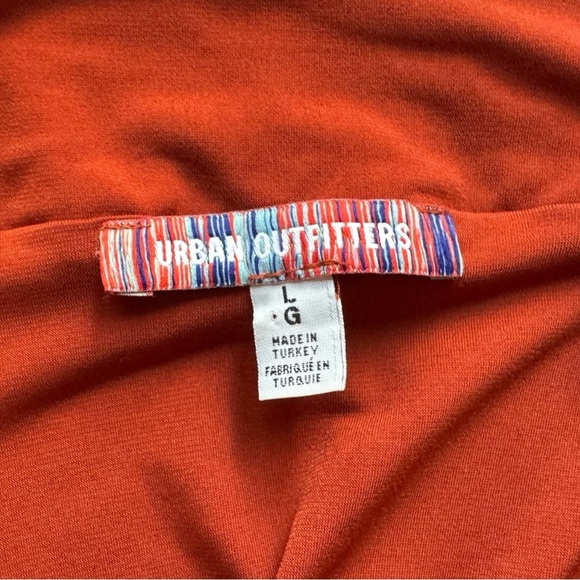 URBAN OUTFITTERS
L
G
MADE IN
TURKEY
FABRIQUÉ EN
TURQUIE